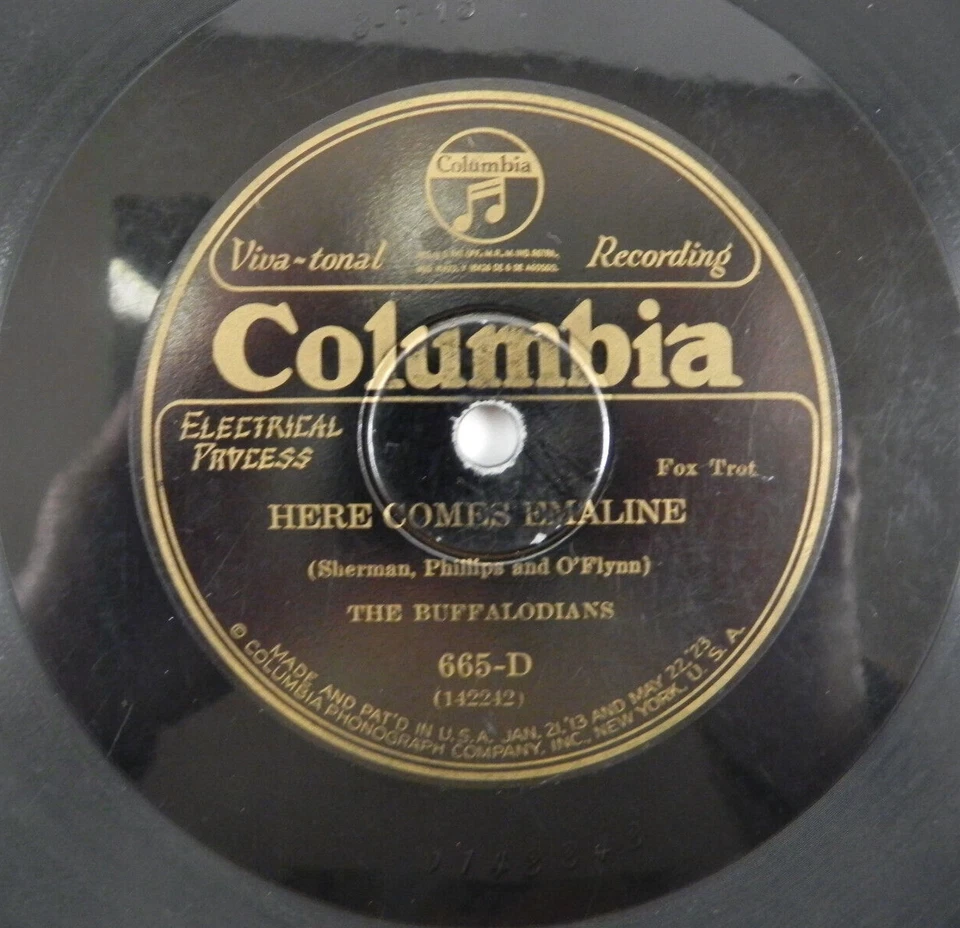 Columbia
Viva-tonal Recording
Columbia
ELECTRICAL
PROCESS
Fox Trot
HERE COMES EMALINE
(Sherman, Phillips and O'Flynn)
THE BUFFALODIANS
665-D
(142242)
MADE AND PAT'D IN U.S.A. JAN. 21,'13 AND MAY 22,'23
© COLUMBIA PHONOGRAPH COMPANY, INC., NEW YORK, U.S.A.